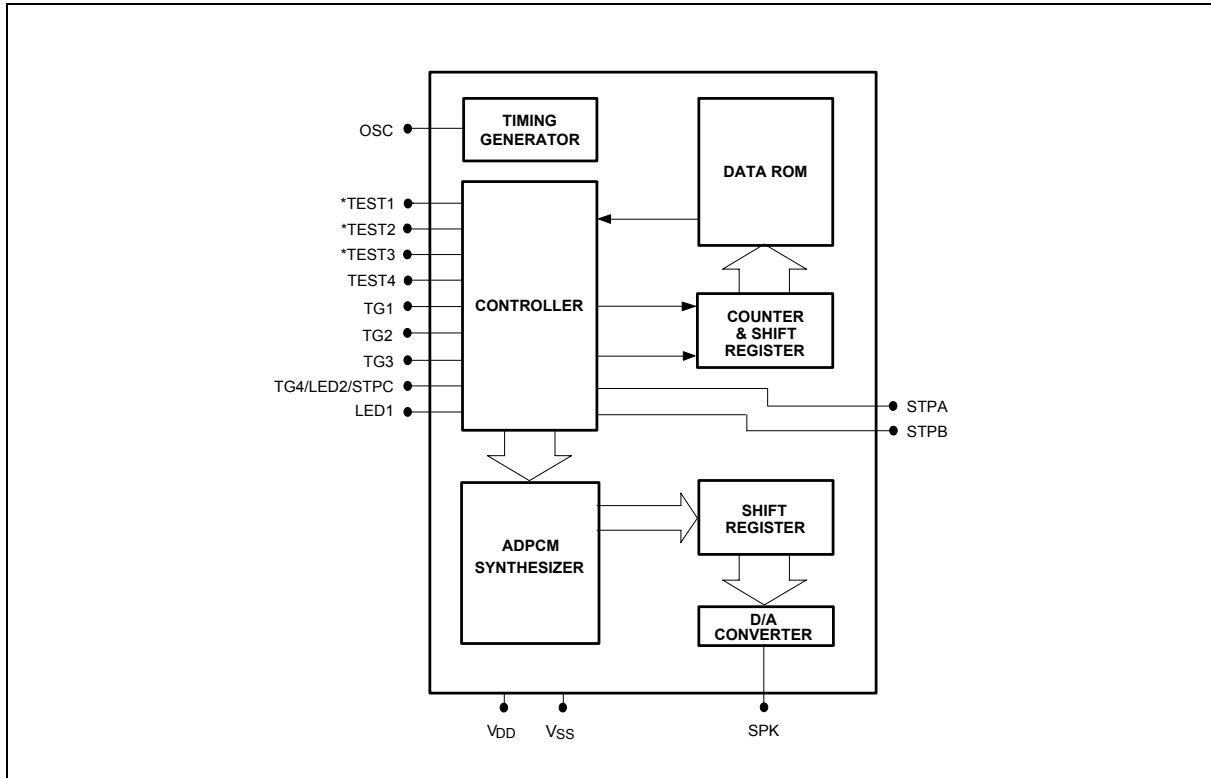 OSC
TIMING
GENERATOR
DATA ROM
*TEST1
*TEST2
*TEST3
TEST4
TG1
TG2
TG3
TG4/LED2/STPC
LED1
CONTROLLER
COUNTER
& SHIFT
REGISTER
STPA
STPB
ADPCM
SYNTHESIZER
SHIFT
REGISTER
D/A
CONVERTER
VDD
VSS
SPK